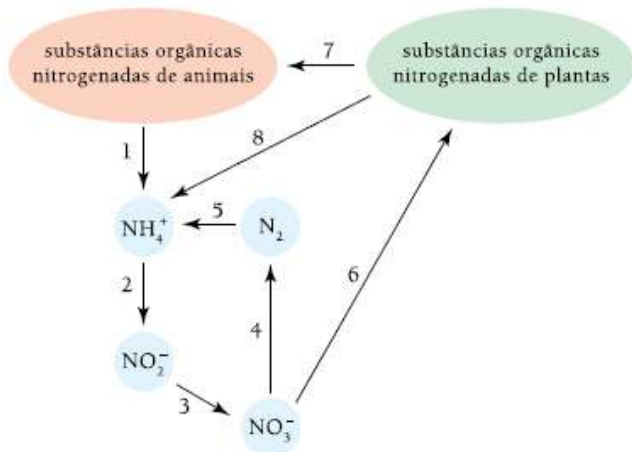 substâncias orgânicas
nitrogenadas de animais
7
substâncias orgânicas
nitrogenadas de plantas
1
8
NH₄⁺
5
N₂
2
6
4
NO₂⁻
3
NO₃⁻